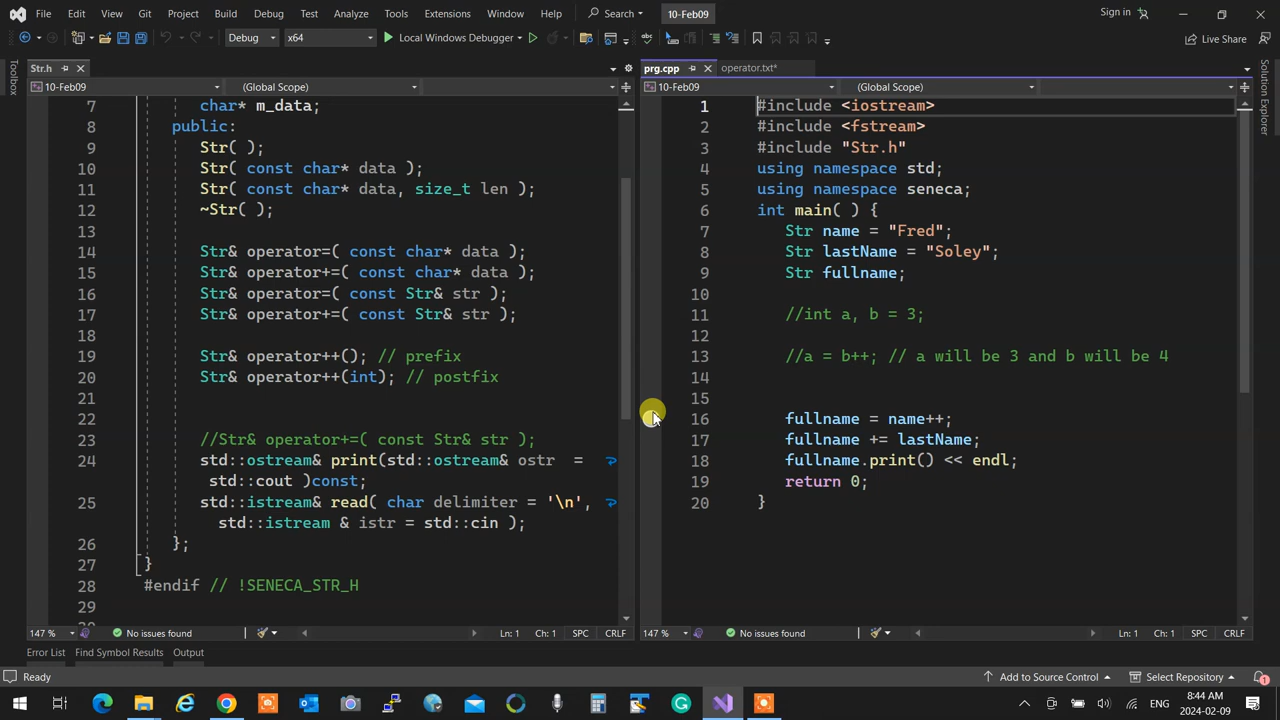 File Edit View Git Project Build Debug Test Analyze Tools Extensions Window Help Search 10-Feb09 Sign in
Debug x64 Local Windows Debugger Live Share
Toolbox
Str.h
10-Feb09 (Global Scope)
7 char* m_data;
8 public:
9 Str( );
10 Str( const char* data );
11 Str( const char* data, size_t len );
12 ~Str( );
13
14 Str& operator=( const char* data );
15 Str& operator+=( const char* data );
16 Str& operator=( const Str& str );
17 Str& operator+=( const Str& str );
18
19 Str& operator++(); // prefix
20 Str& operator++(int); // postfix
21
22
23 //Str& operator+=( const Str& str );
24 std::ostream& print(std::ostream& ostr =
std::cout )const;
25 std::istream& read( char delimiter = '\n',
std::istream & istr = std::cin );
26 };
27 }
28 #endif // !SENECA_STR_H
29
147 % No issues found Ln: 1 Ch: 1 SPC CRLF
prg.cpp operator.txt*
10-Feb09 (Global Scope)
1 #include <iostream>
2 #include <fstream>
3 #include "Str.h"
4 using namespace std;
5 using namespace seneca;
6 int main( ) {
7 Str name = "Fred";
8 Str lastName = "Soley";
9 Str fullname;
10
11 //int a, b = 3;
12
13 //a = b++; // a will be 3 and b will be 4
14
15
16 fullname = name++;
17 fullname += lastName;
18 fullname.print() << endl;
19 return 0;
20 }
147 % No issues found Ln: 1 Ch: 1 SPC CRLF
Solution Explorer
Error List Find Symbol Results Output
Ready Add to Source Control Select Repository 1
ENG 8:44 AM
2024-02-09